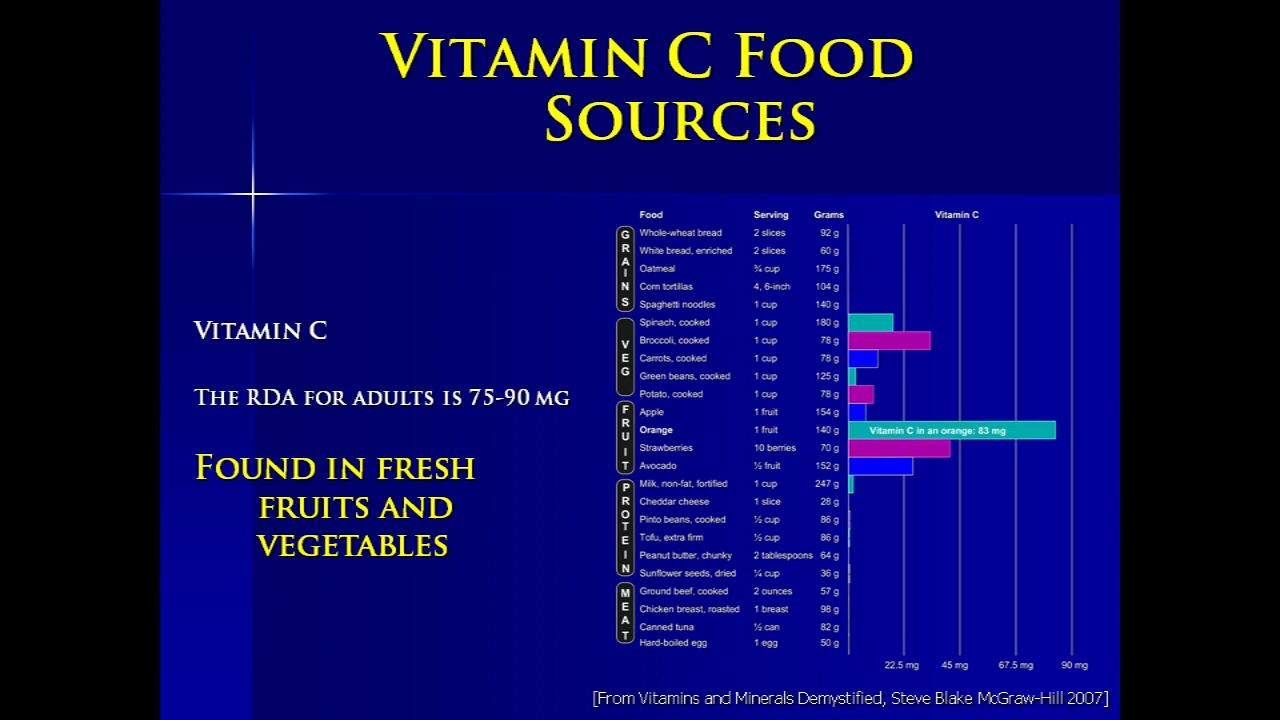 VITAMIN C FOOD
SOURCES
VITAMIN C
THE RDA FOR ADULTS IS 75-90 MG
FOUND IN FRESH
FRUITS AND
VEGETABLES
Food Serving Grams Vitamin C
GRAINS
Whole-wheat bread 2 slices 92 g
White bread, enriched 2 slices 60 g
Oatmeal ¾ cup 175 g
Corn tortillas 4, 6-inch 104 g
Spaghetti noodles 1 cup 140 g
VEG
Spinach, cooked 1 cup 180 g
Broccoli, cooked 1 cup 78 g
Carrots, cooked 1 cup 78 g
Green beans, cooked 1 cup 125 g
Potato, cooked 1 cup 78 g
FRUIT
Apple 1 fruit 154 g
Orange 1 fruit 140 g Vitamin C in an orange: 83 mg
Strawberries 10 berries 70 g
Avocado ½ fruit 152 g
PROTEIN
Milk, non-fat, fortified 1 cup 247 g
Cheddar cheese 1 slice 28 g
Pinto beans, cooked ½ cup 86 g
Tofu, extra firm ½ cup 86 g
Peanut butter, chunky 2 tablespoons 64 g
Sunflower seeds, dried ¼ cup 36 g
MEAT
Ground beef, cooked 2 ounces 57 g
Chicken breast, roasted 1 breast 98 g
Canned tuna ½ can 82 g
Hard-boiled egg 1 egg 50 g
22.5 mg 45 mg 67.5 mg 90 mg
[From Vitamins and Minerals Demystified, Steve Blake McGraw-Hill 2007]